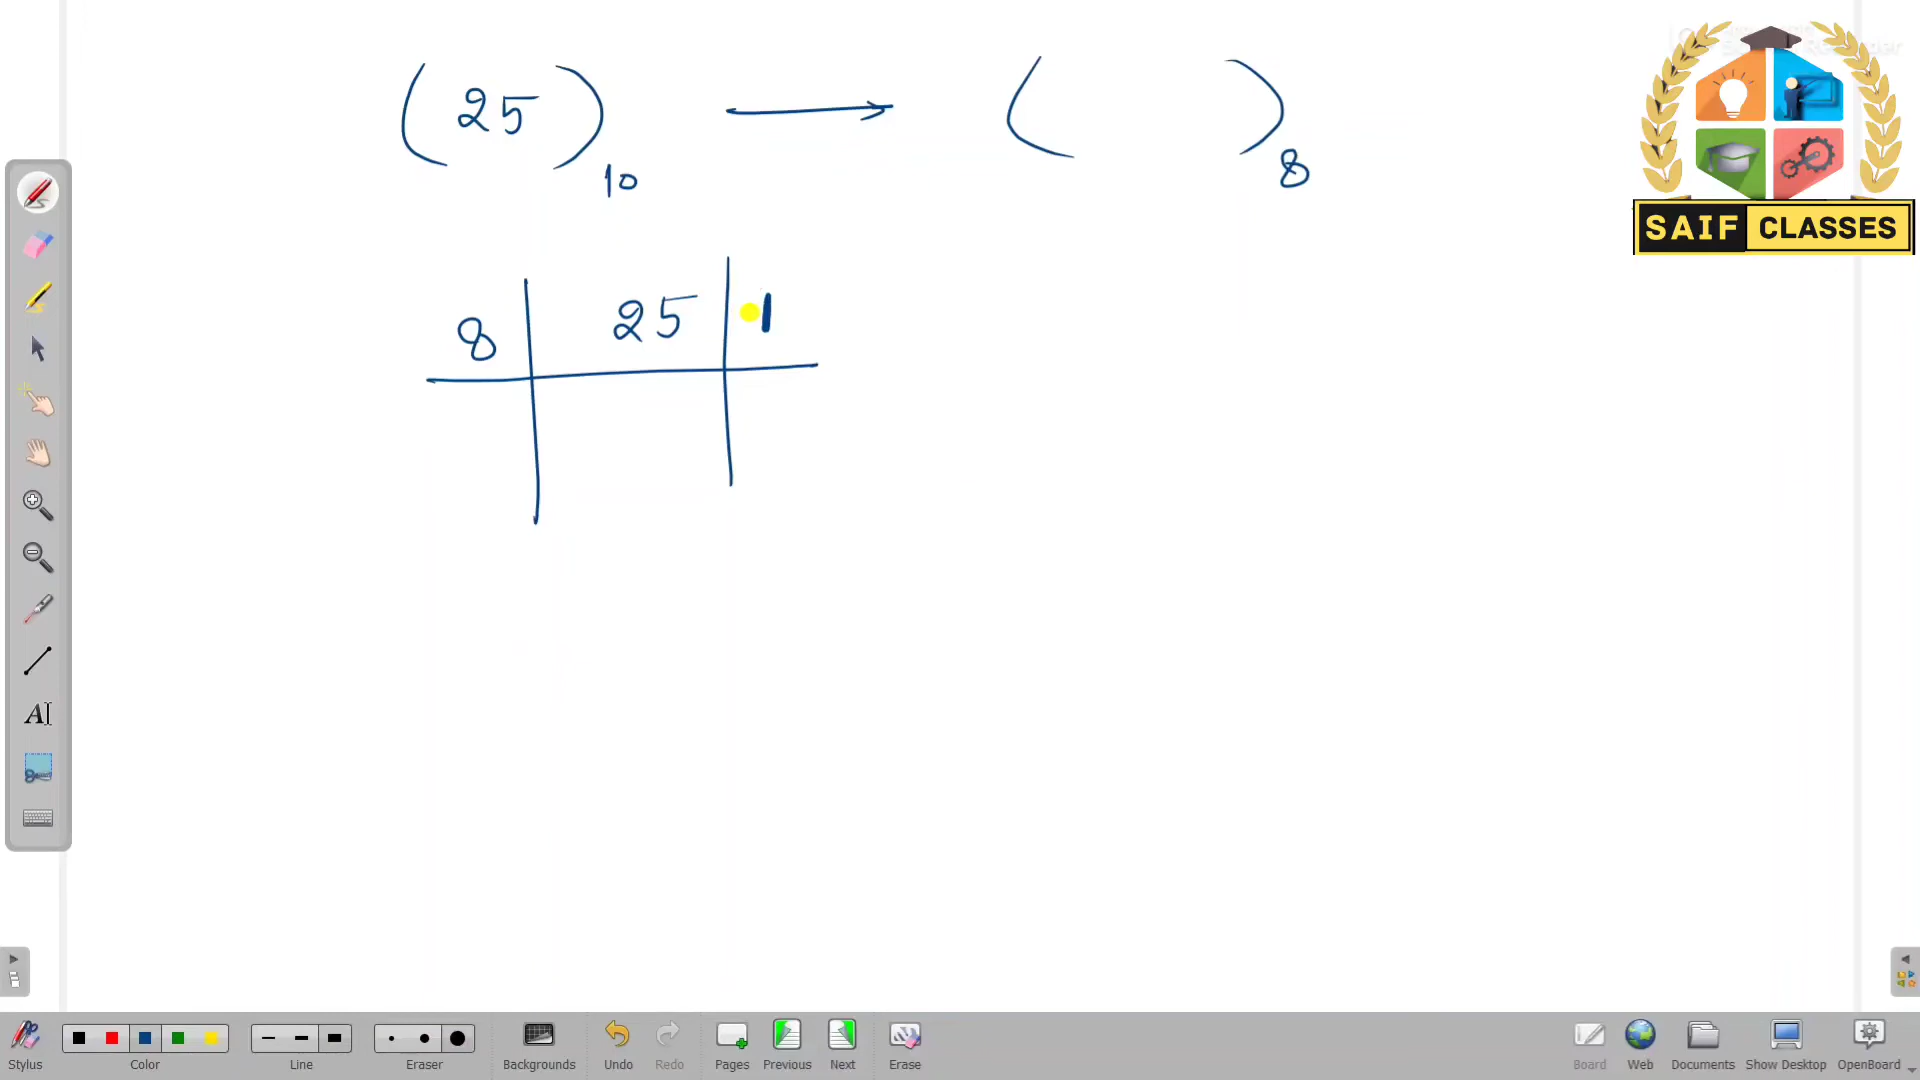 (25)10 → ( )8
8 | 25 | 1
SAIF CLASSES
Stylus Color Line Eraser Backgrounds Undo Redo Pages Previous Next Erase Board Web Documents Show Desktop OpenBoard